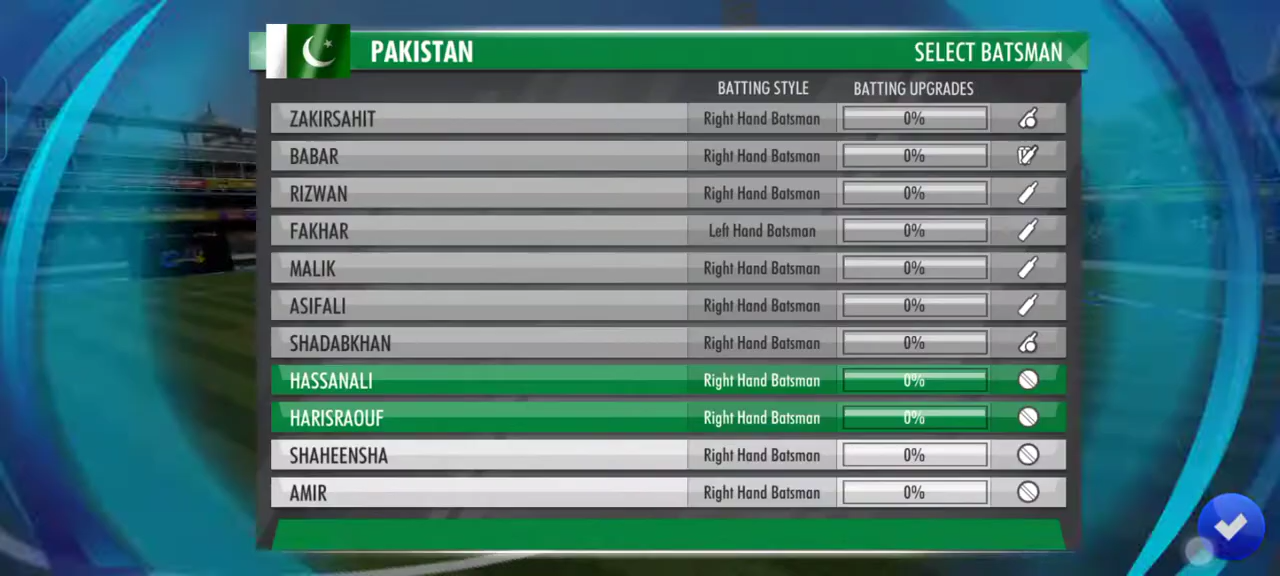 PAKISTAN SELECT BATSMAN
BATTING STYLE BATTING UPGRADES
ZAKIRSAHIT Right Hand Batsman 0%
BABAR Right Hand Batsman 0%
RIZWAN Right Hand Batsman 0%
FAKHAR Left Hand Batsman 0%
MALIK Right Hand Batsman 0%
ASIFALI Right Hand Batsman 0%
SHADABKHAN Right Hand Batsman 0%
HASSANALI Right Hand Batsman 0%
HARISRAOUF Right Hand Batsman 0%
SHAHEENSHA Right Hand Batsman 0%
AMIR Right Hand Batsman 0%